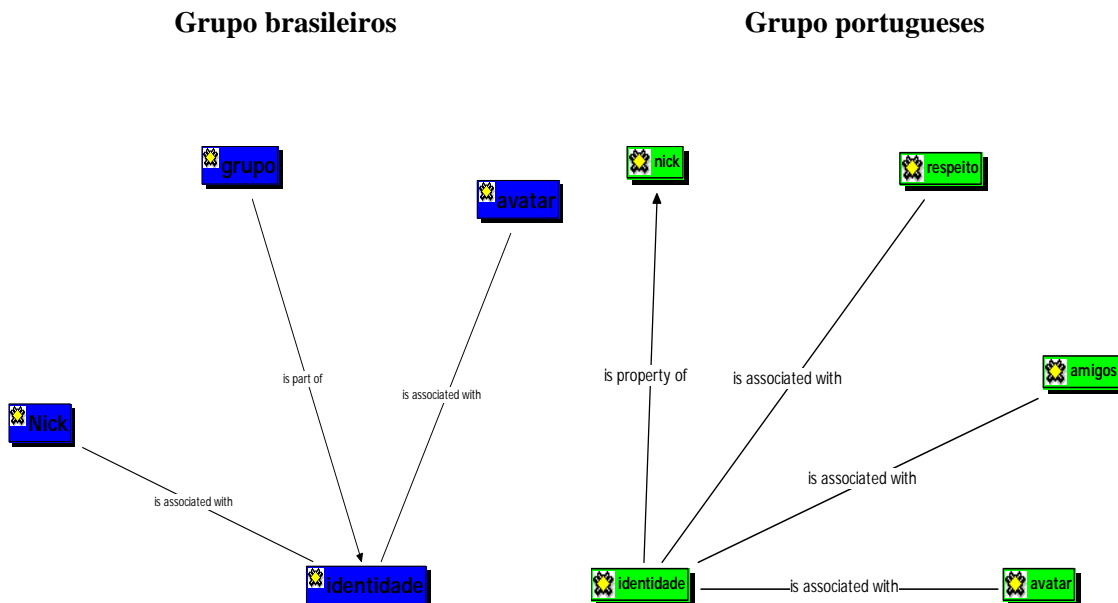 Grupo brasileiros
grupo
avatar
is part of
is associated with
Nick
is associated with
identidade
Grupo portugueses
nick
respeito
is property of
is associated with
amigos
is associated with
identidade
is associated with
avatar